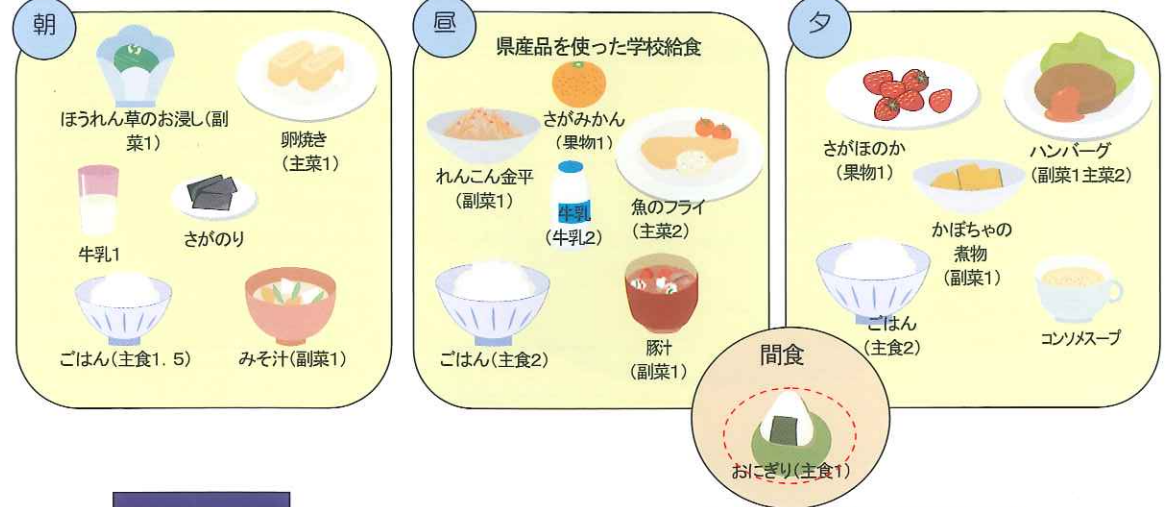 朝
ほうれん草のお浸し(副
菜1)
卵焼き
(主菜1)
牛乳1
さがのり
ごはん(主食1.5)
みそ汁(副菜1)
昼
県産品を使った学校給食
さがみかん
(果物1)
れんこん金平
(副菜1)
牛乳
(牛乳2)
魚のフライ
(主菜2)
ごはん(主食2)
豚汁
(副菜1)
夕
さがほのか
(果物1)
ハンバーグ
(副菜1主菜2)
かぼちゃの
煮物
(副菜1)
ごはん
(主食2)
コンソメスープ
間食
おにぎり(主食1)